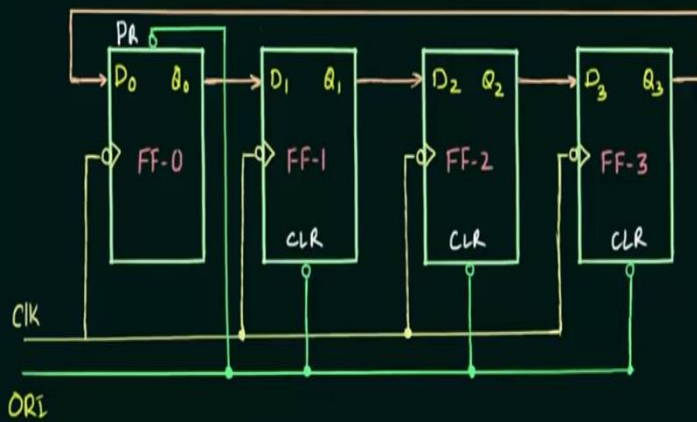 PR
D₀ Q₀ D₁ Q₁ D₂ Q₂ D₃ Q₃
FF-0 FF-1 FF-2 FF-3
CLR CLR CLR
ClK
ORI